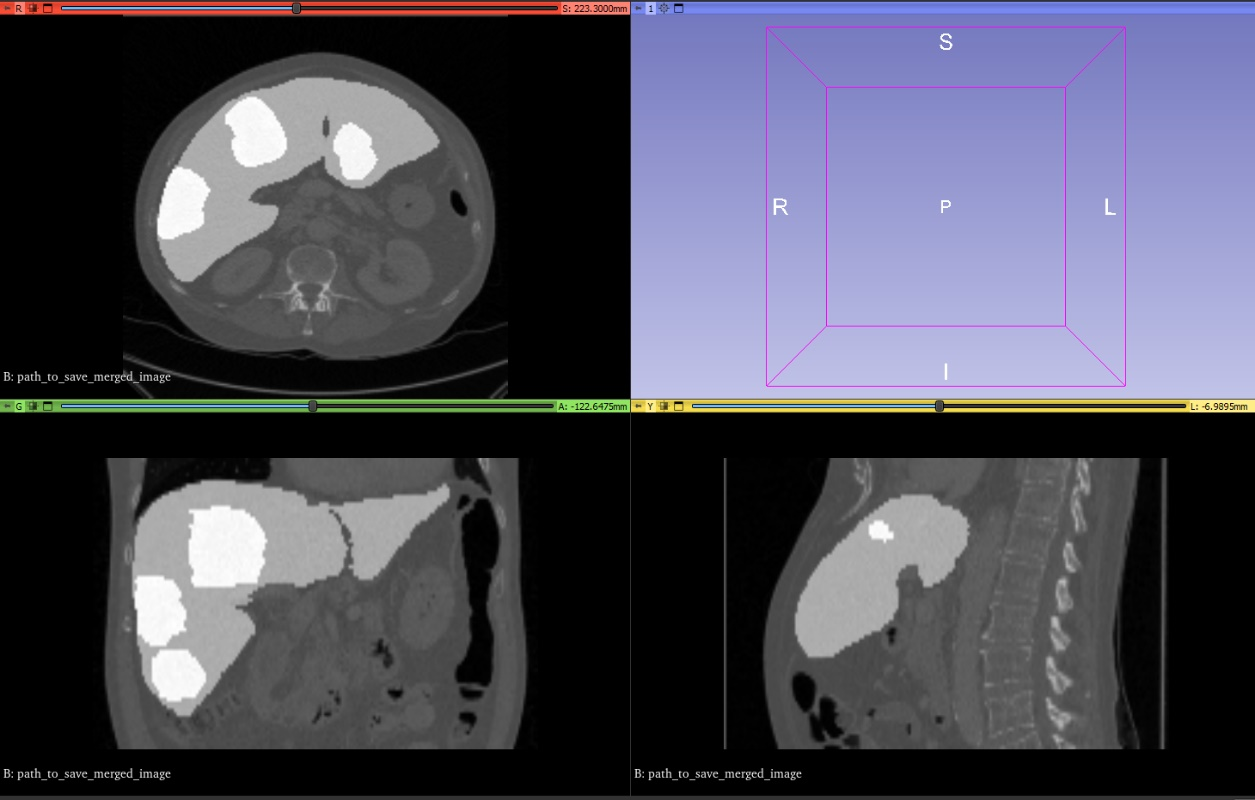 R
S: 223.3000mm
1
S
R
P
L
I
B: path_to_save_merged_image
G
A: -122.6475mm
Y
L: -6.9895mm
B: path_to_save_merged_image
B: path_to_save_merged_image